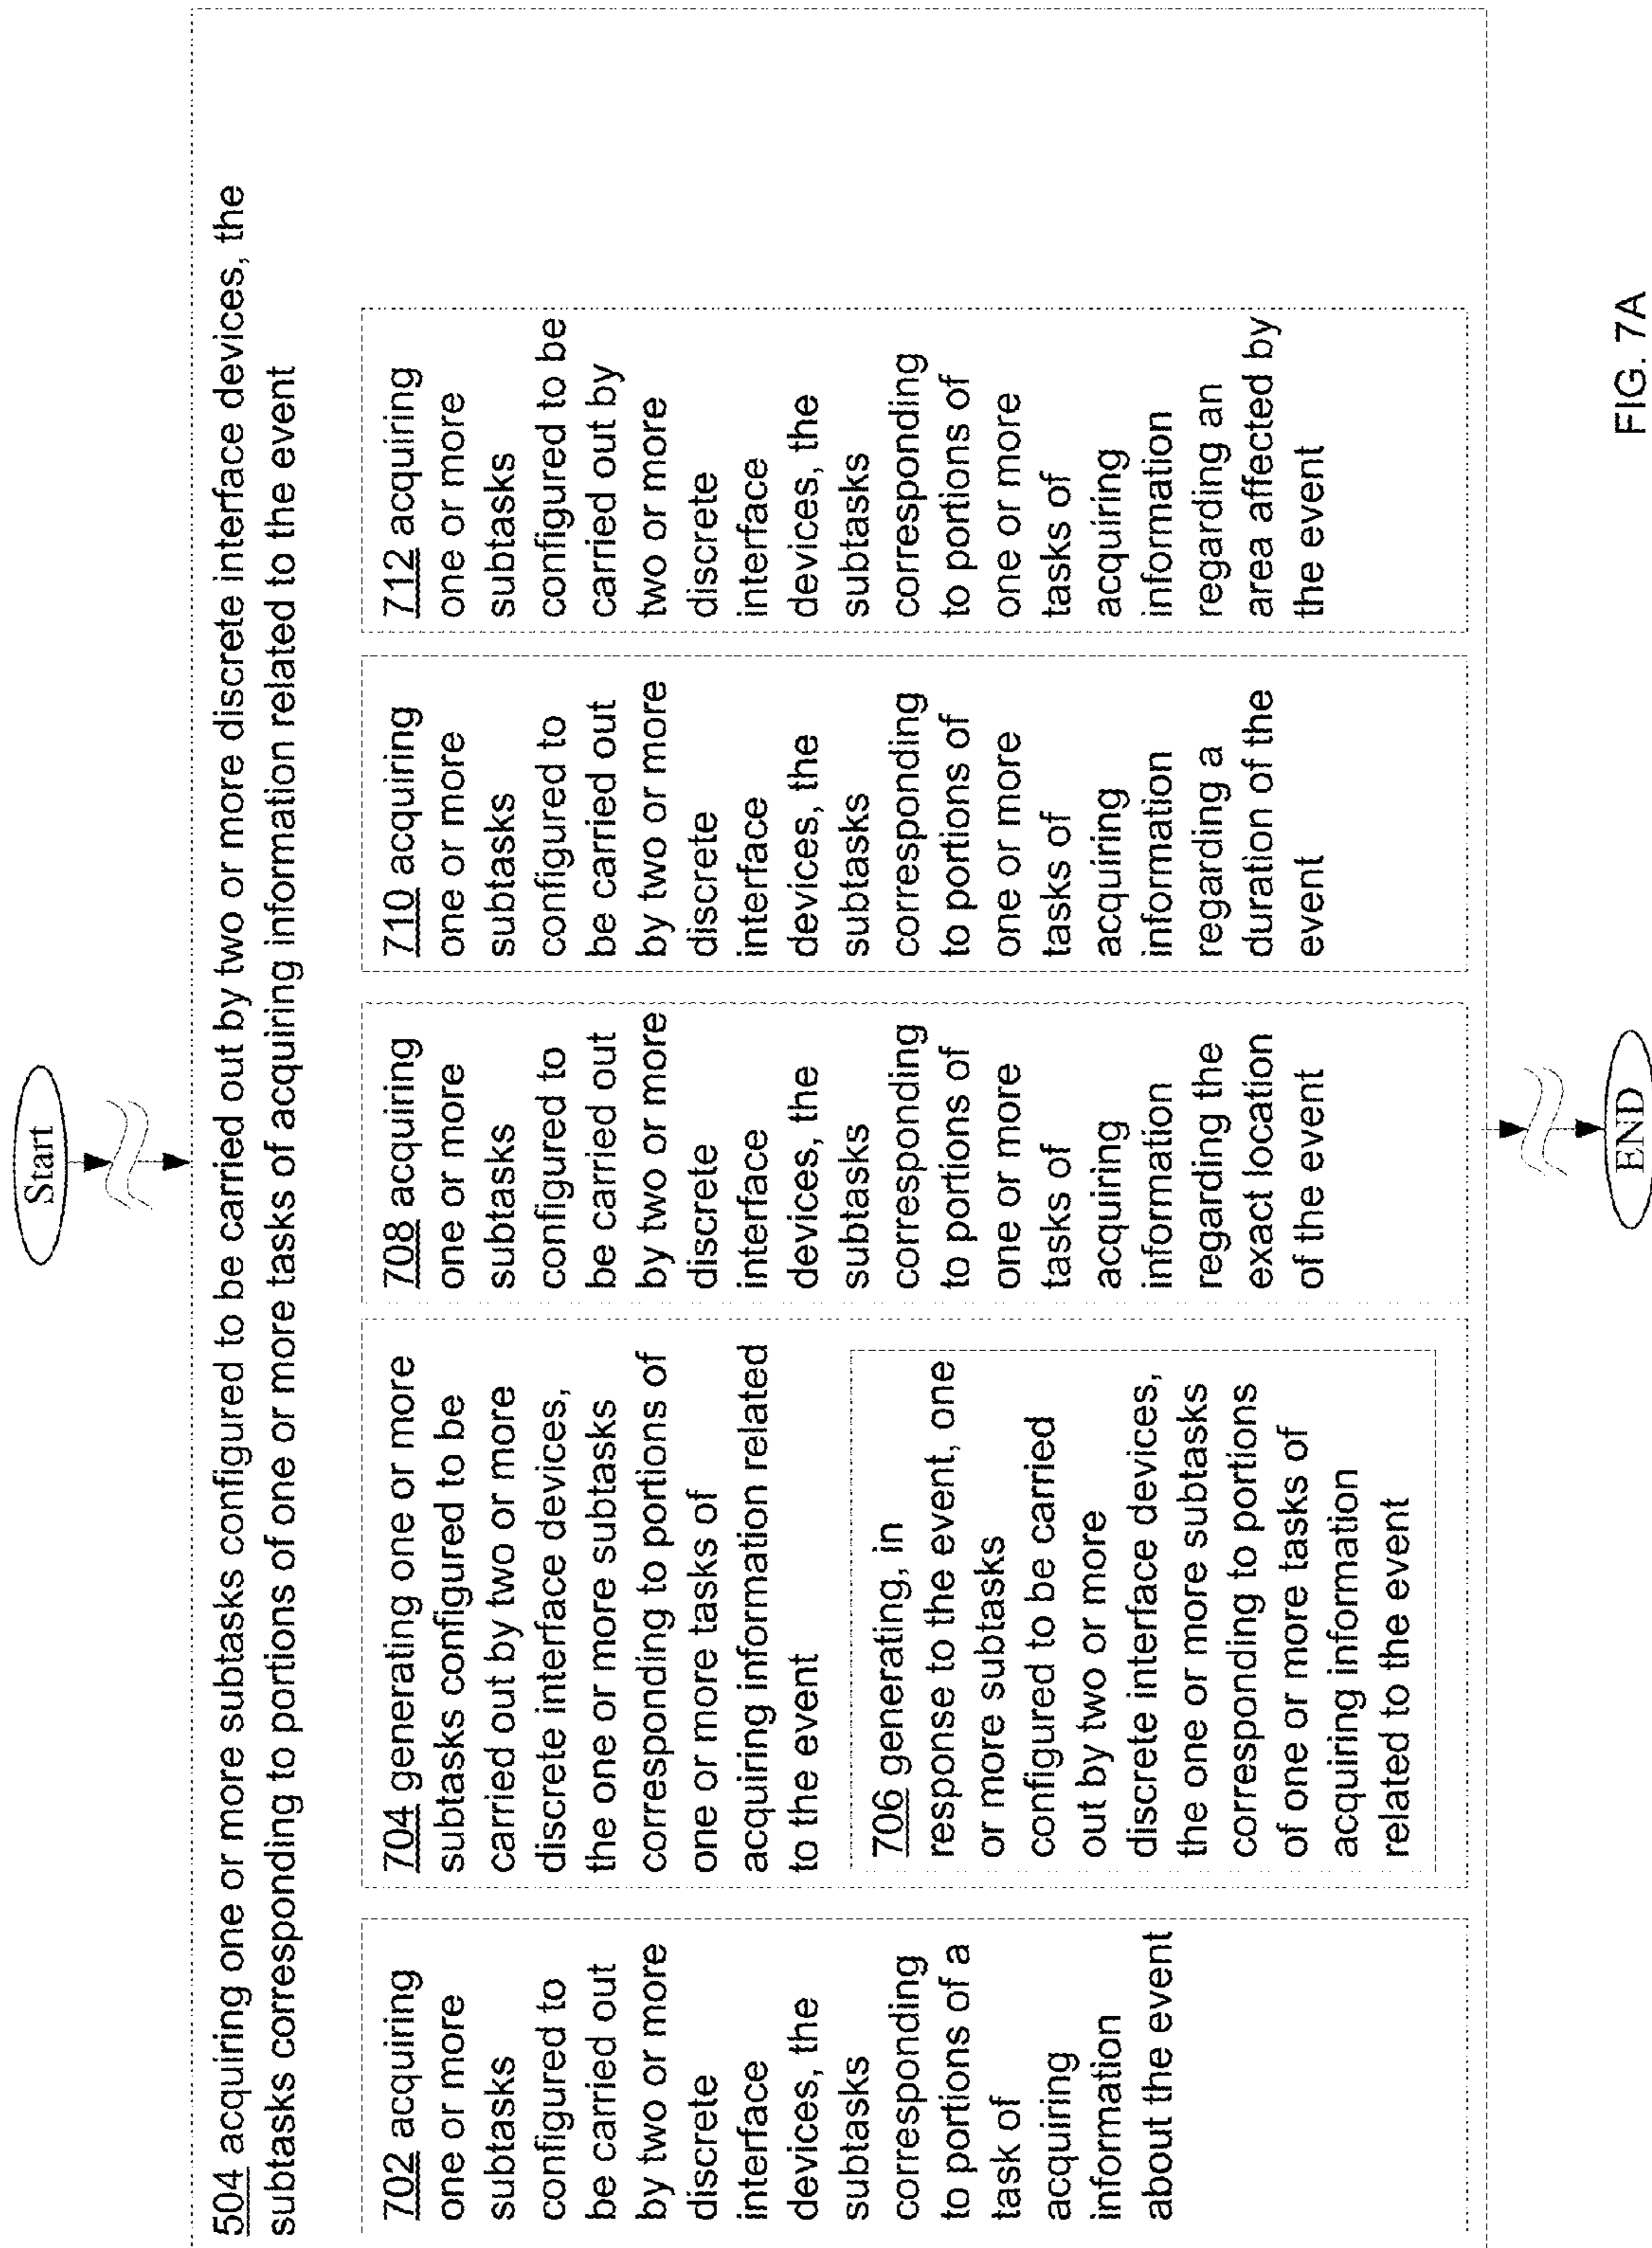 Start
504 acquiring one or more subtasks configured to be carried out by two or more discrete interface devices, the
subtasks corresponding to portions of one or more tasks of acquiring information related to the event
702 acquiring
one or more
subtasks
configured to
be carried out
by two or more
discrete
interface
devices, the
subtasks
corresponding
to portions of a
task of
acquiring
information
about the event
704 generating one or more
subtasks configured to be
carried out by two or more
discrete interface devices,
the one or more subtasks
corresponding to portions of
one or more tasks of
acquiring information related
to the event
706 generating, in
response to the event, one
or more subtasks
configured to be carried
out by two or more
discrete interface devices,
the one or more subtasks
corresponding to portions
of one or more tasks of
acquiring information
related to the event
708 acquiring
one or more
subtasks
configured to
be carried out
by two or more
discrete
interface
devices, the
subtasks
corresponding
to portions of
one or more
tasks of
acquiring
information
regarding the
exact location
of the event
710 acquiring
one or more
subtasks
configured to
be carried out
by two or more
discrete
interface
devices, the
subtasks
corresponding
to portions of
one or more
tasks of
acquiring
information
regarding a
duration of the
event
712 acquiring
one or more
subtasks
configured to be
carried out by
two or more
discrete
interface
devices, the
subtasks
corresponding
to portions of
one or more
tasks of
acquiring
information
regarding an
area affected by
the event
END
FIG. 7A